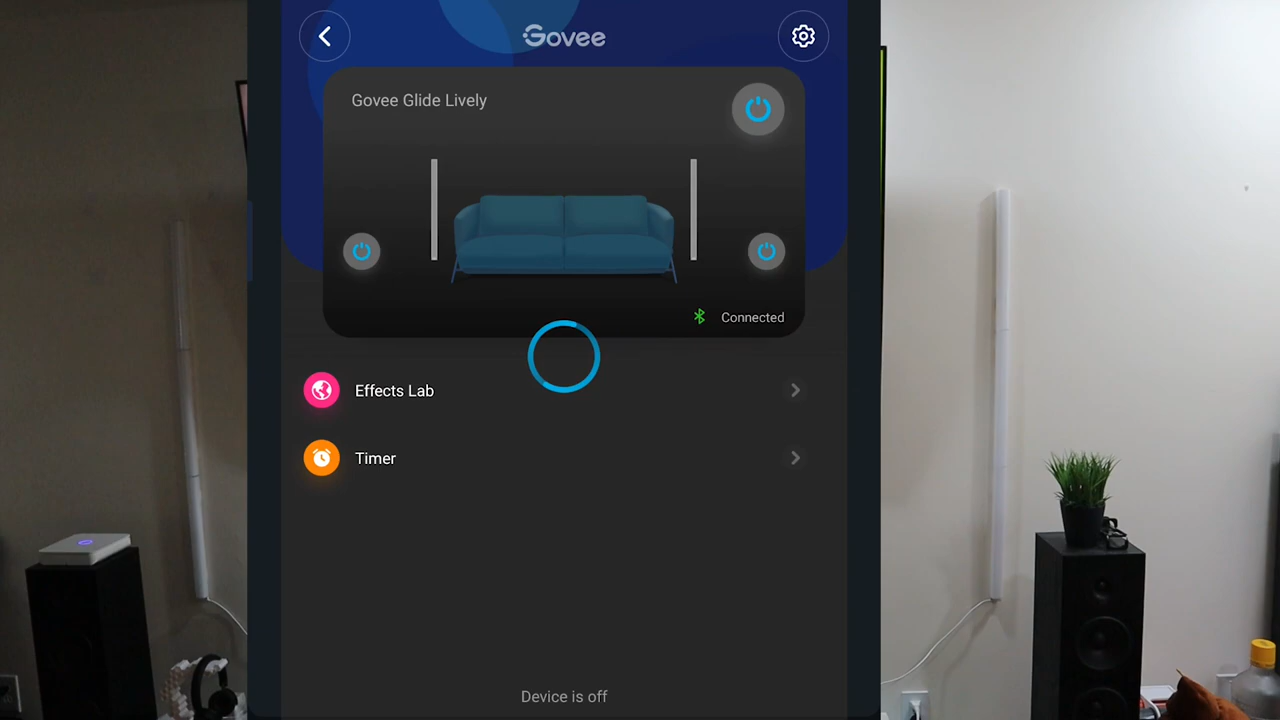 Govee
Govee Glide Lively
Connected
Effects Lab
Timer
Device is off